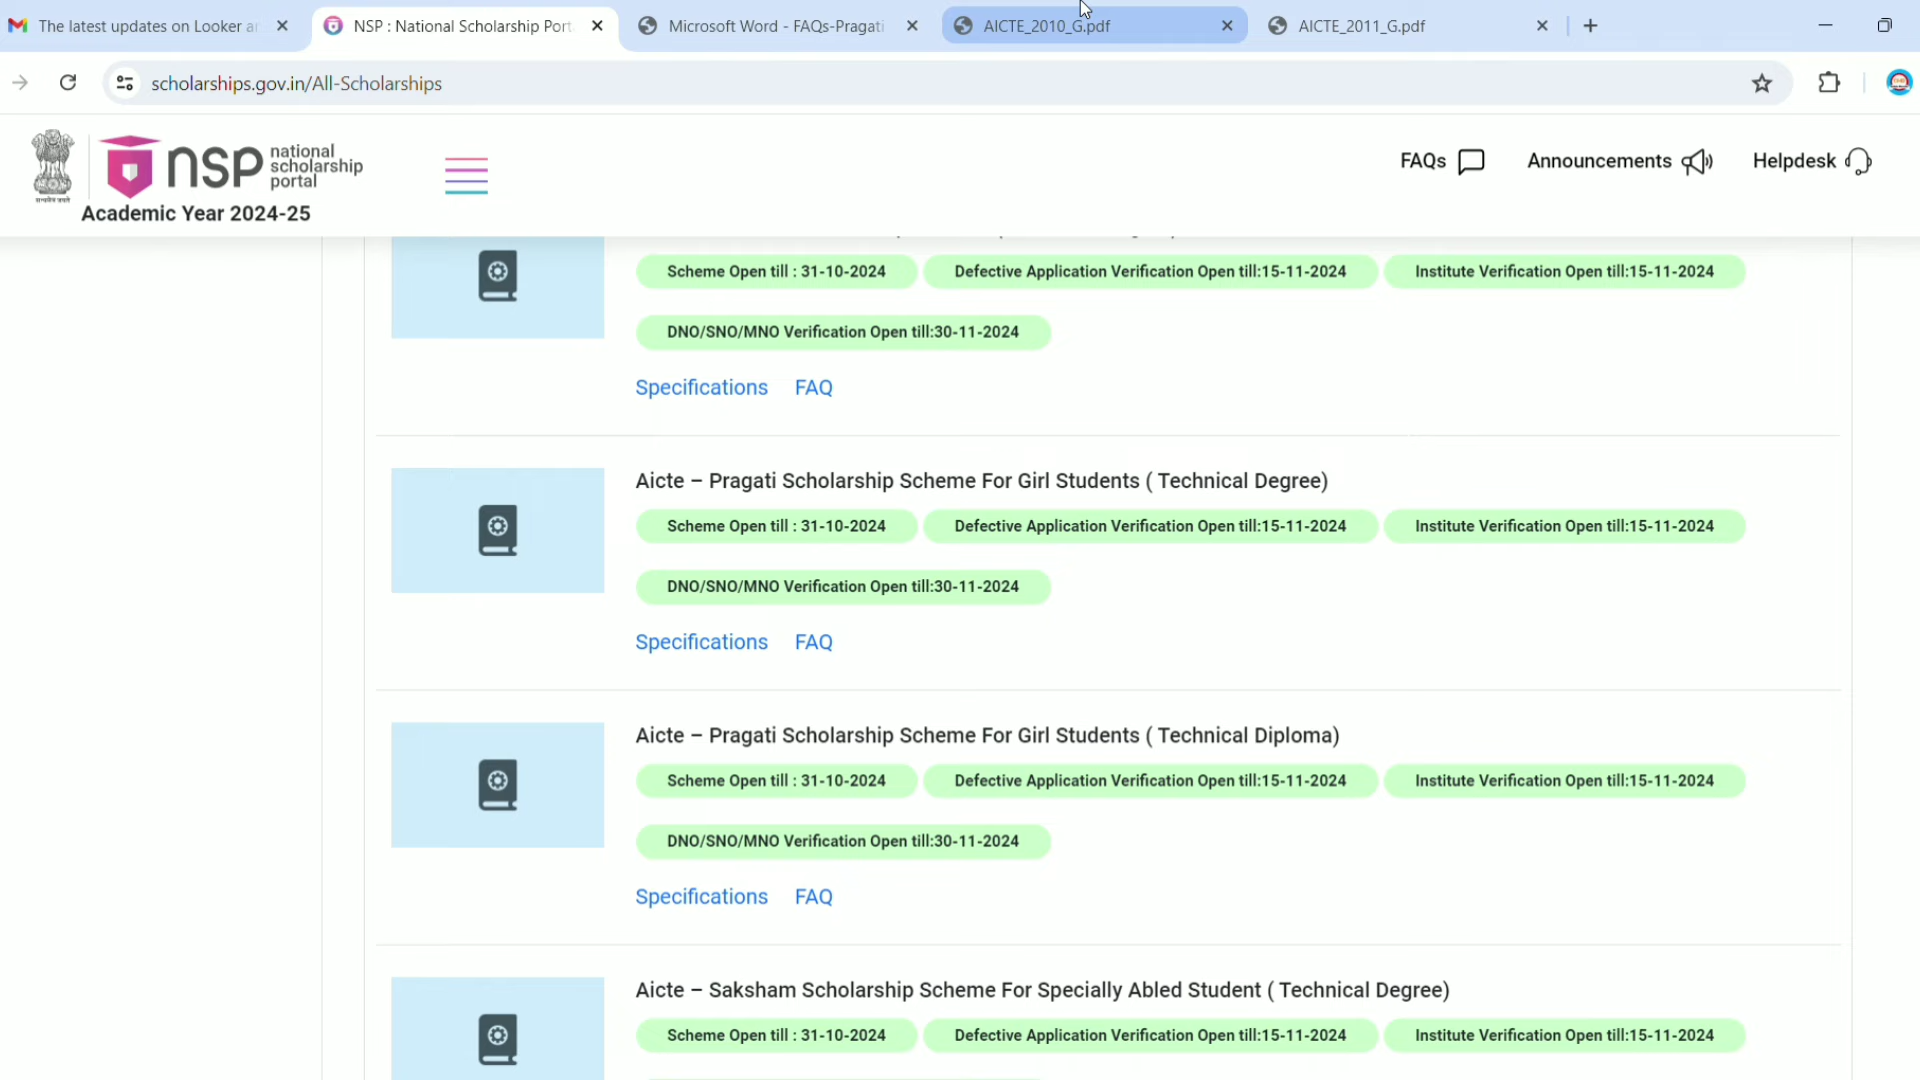 The latest updates on Looker ar
NSP : National Scholarship Port
Microsoft Word - FAQs-Pragati
AICTE_2010_G.pdf
AICTE_2011_G.pdf
scholarships.gov.in/All-Scholarships
सत्यमेव जयते
nsp national scholarship portal
Academic Year 2024-25
FAQs
Announcements
Helpdesk
Scheme Open till : 31-10-2024
Defective Application Verification Open till:15-11-2024
Institute Verification Open till:15-11-2024
DNO/SNO/MNO Verification Open till:30-11-2024
Specifications FAQ
Aicte – Pragati Scholarship Scheme For Girl Students ( Technical Degree)
Scheme Open till : 31-10-2024
Defective Application Verification Open till:15-11-2024
Institute Verification Open till:15-11-2024
DNO/SNO/MNO Verification Open till:30-11-2024
Specifications FAQ
Aicte – Pragati Scholarship Scheme For Girl Students ( Technical Diploma)
Scheme Open till : 31-10-2024
Defective Application Verification Open till:15-11-2024
Institute Verification Open till:15-11-2024
DNO/SNO/MNO Verification Open till:30-11-2024
Specifications FAQ
Aicte – Saksham Scholarship Scheme For Specially Abled Student ( Technical Degree)
Scheme Open till : 31-10-2024
Defective Application Verification Open till:15-11-2024
Institute Verification Open till:15-11-2024